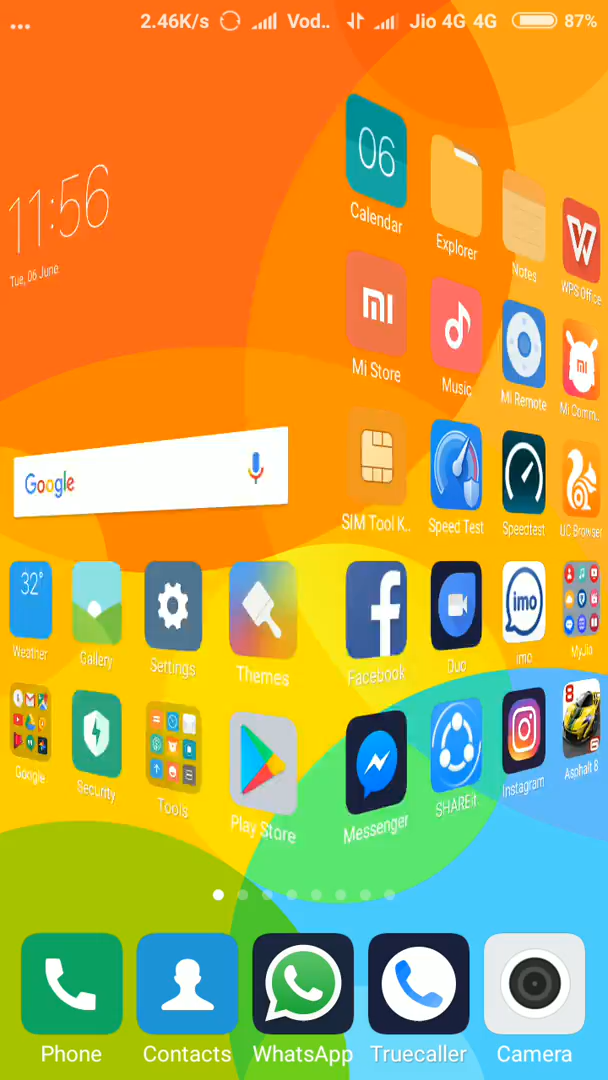 ... 2.46K/s Vod.. Jio 4G 4G 87%
11:56
Tue, 06 June
06
Calendar
Explorer
Notes
WPS Office
mi
Mi Store
Music
Mi Remote
mi
Mi Comm..
Google
SIM Tool K..
Speed Test
Speedtest
UC Browser
32°
Weather
Gallery
Settings
Themes
Facebook
Duo
imo
imo
MyJio
Google
Security
Tools
Play Store
Messenger
SHAREit
Instagram
8
Asphalt 8
Phone
Contacts
WhatsApp
Truecaller
Camera